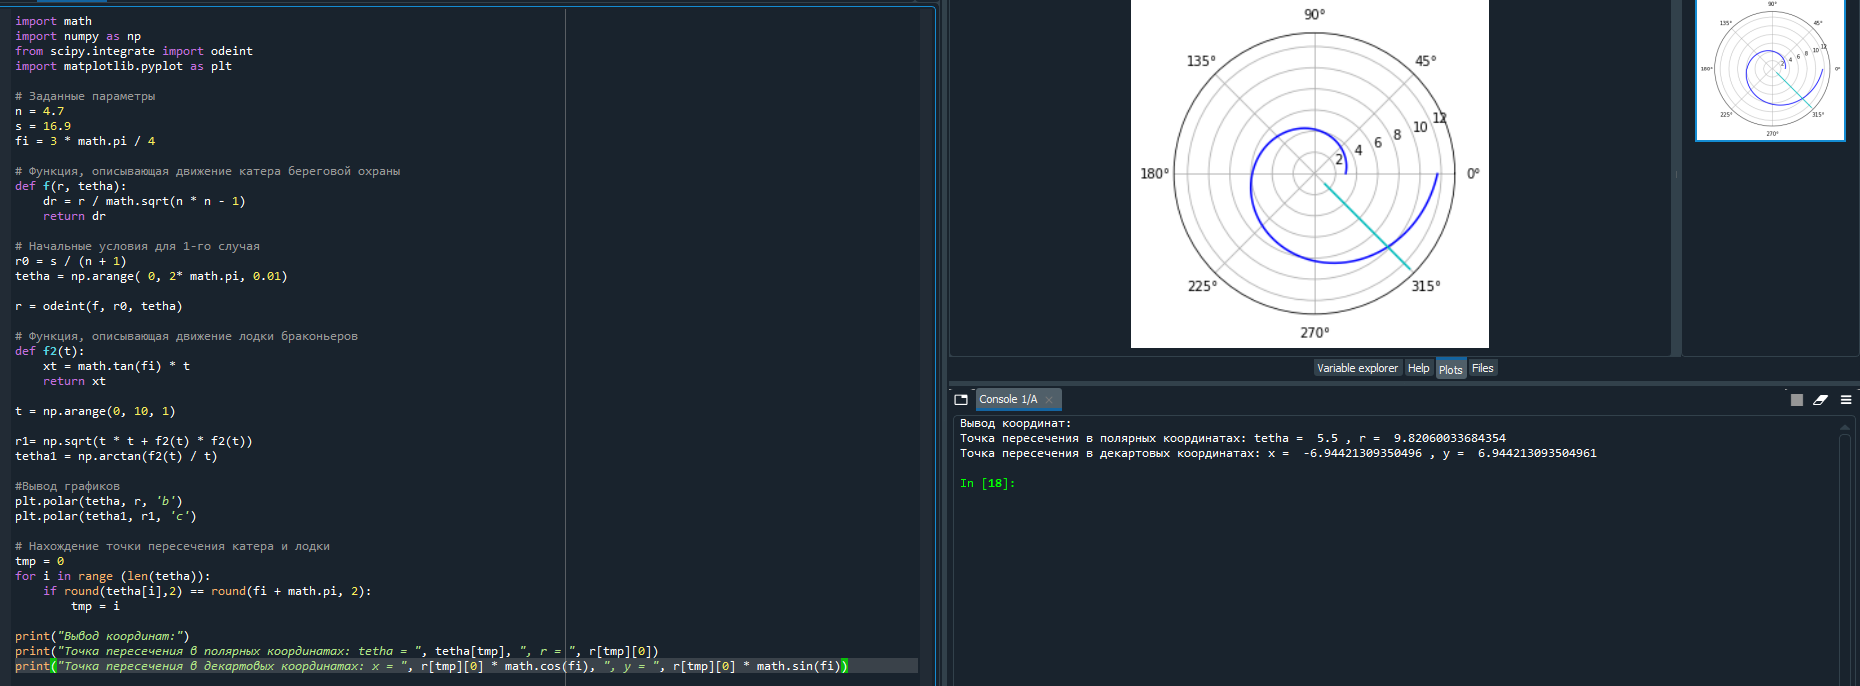 import math
import numpy as np
from scipy.integrate import odeint
import matplotlib.pyplot as plt
# Заданные параметры
n = 4.7
s = 16.9
fi = 3 * math.pi / 4
# Функция, описывающая движение катера береговой охраны
def f(r, tetha):
    dr = r / math.sqrt(n * n - 1)
    return dr
# Начальные условия для 1-го случая
r0 = s / (n + 1)
tetha = np.arange( 0, 2* math.pi, 0.01)
r = odeint(f, r0, tetha)
# Функция, описывающая движение лодки браконьеров
def f2(t):
    xt = math.tan(fi) * t
    return xt
t = np.arange(0, 10, 1)
r1= np.sqrt(t * t + f2(t) * f2(t))
tetha1 = np.arctan(f2(t) / t)
#Вывод графиков
plt.polar(tetha, r, 'b')
plt.polar(tetha1, r1, 'c')
# Нахождение точки пересечения катера и лодки
tmp = 0
for i in range (len(tetha)):
    if round(tetha[i],2) == round(fi + math.pi, 2):
        tmp = i
print("Вывод координат:")
print("Точка пересечения в полярных координатах: tetha = ", tetha[tmp], ", r = ", r[tmp][0])
print("Точка пересечения в декартовых координатах: x = ", r[tmp][0] * math.cos(fi), ", y = ", r[tmp][0] * math.sin(fi))
90°
135°
45°
12
10
8
6
4
2
180°
0°
225°
315°
270°
90°
135°
45°
12
10
8
6
4
2
180°
0°
225°
315°
270°
Variable explorer
Help
Plots
Files
Console 1/A
Вывод координат:
Точка пересечения в полярных координатах: tetha =  5.5 , r =  9.82060033684354
Точка пересечения в декартовых координатах: x =  -6.94421309350496 , y =  6.944213093504961
In [18]: